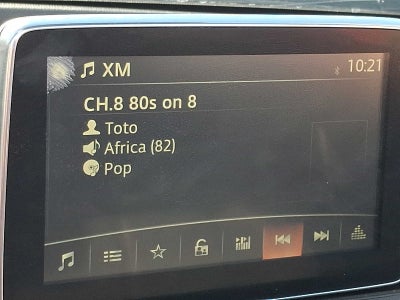 XM
10:21
CH.8 80s on 8
Toto
Africa (82)
Pop